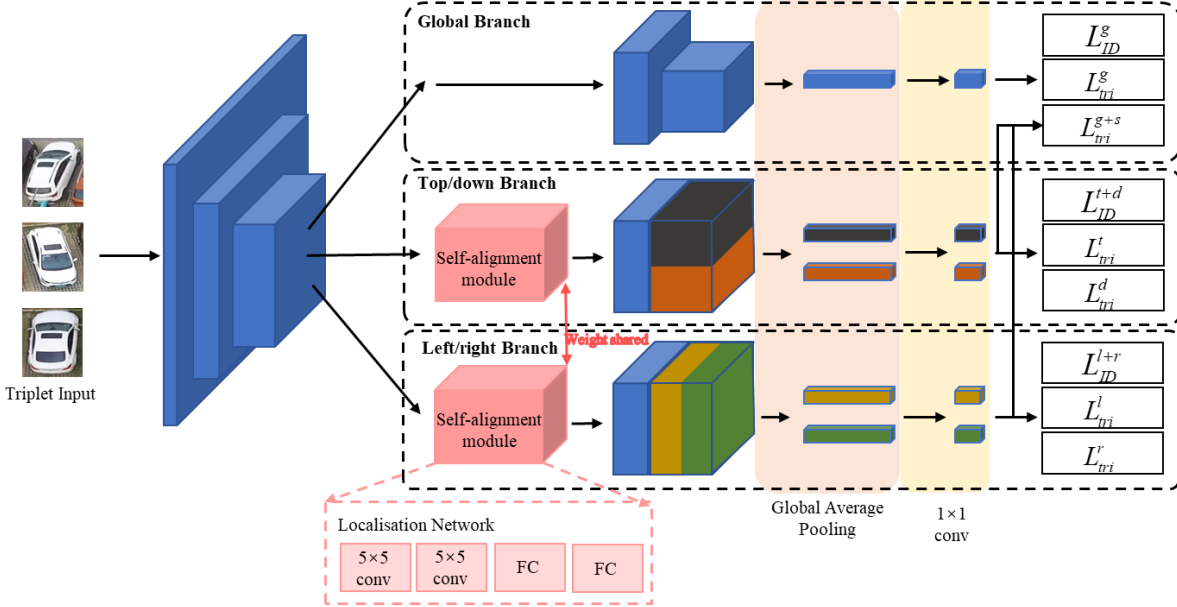 Global Branch
L_{ID}^{g}
L_{tri}^{g}
L_{tri}^{g+s}
Top/down Branch
Self-alignment
module
L_{ID}^{t+d}
L_{tri}^{t}
L_{tri}^{d}
Weight shared
Left/right Branch
Self-alignment
module
L_{ID}^{l+r}
L_{tri}^{l}
L_{tri}^{r}
Triplet Input
Global Average
Pooling
1×1
conv
Localisation Network
5×5
conv
5×5
conv
FC
FC